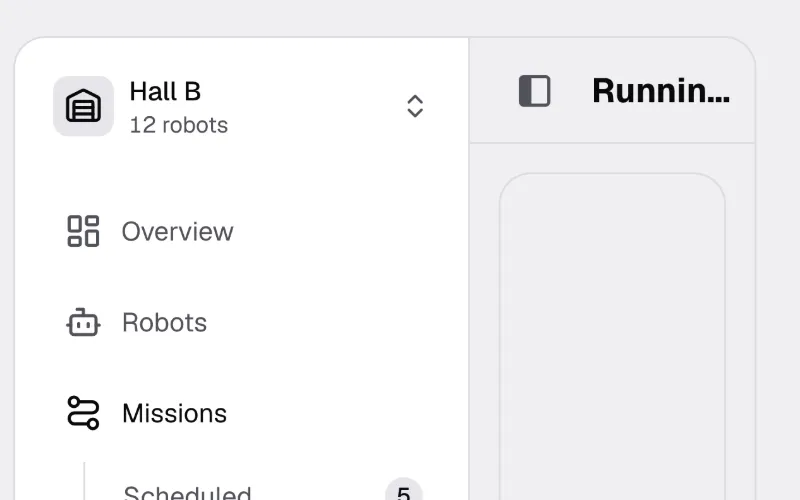 Hall B
12 robots
Runnin...
Overview
Robots
Missions
Scheduled
5